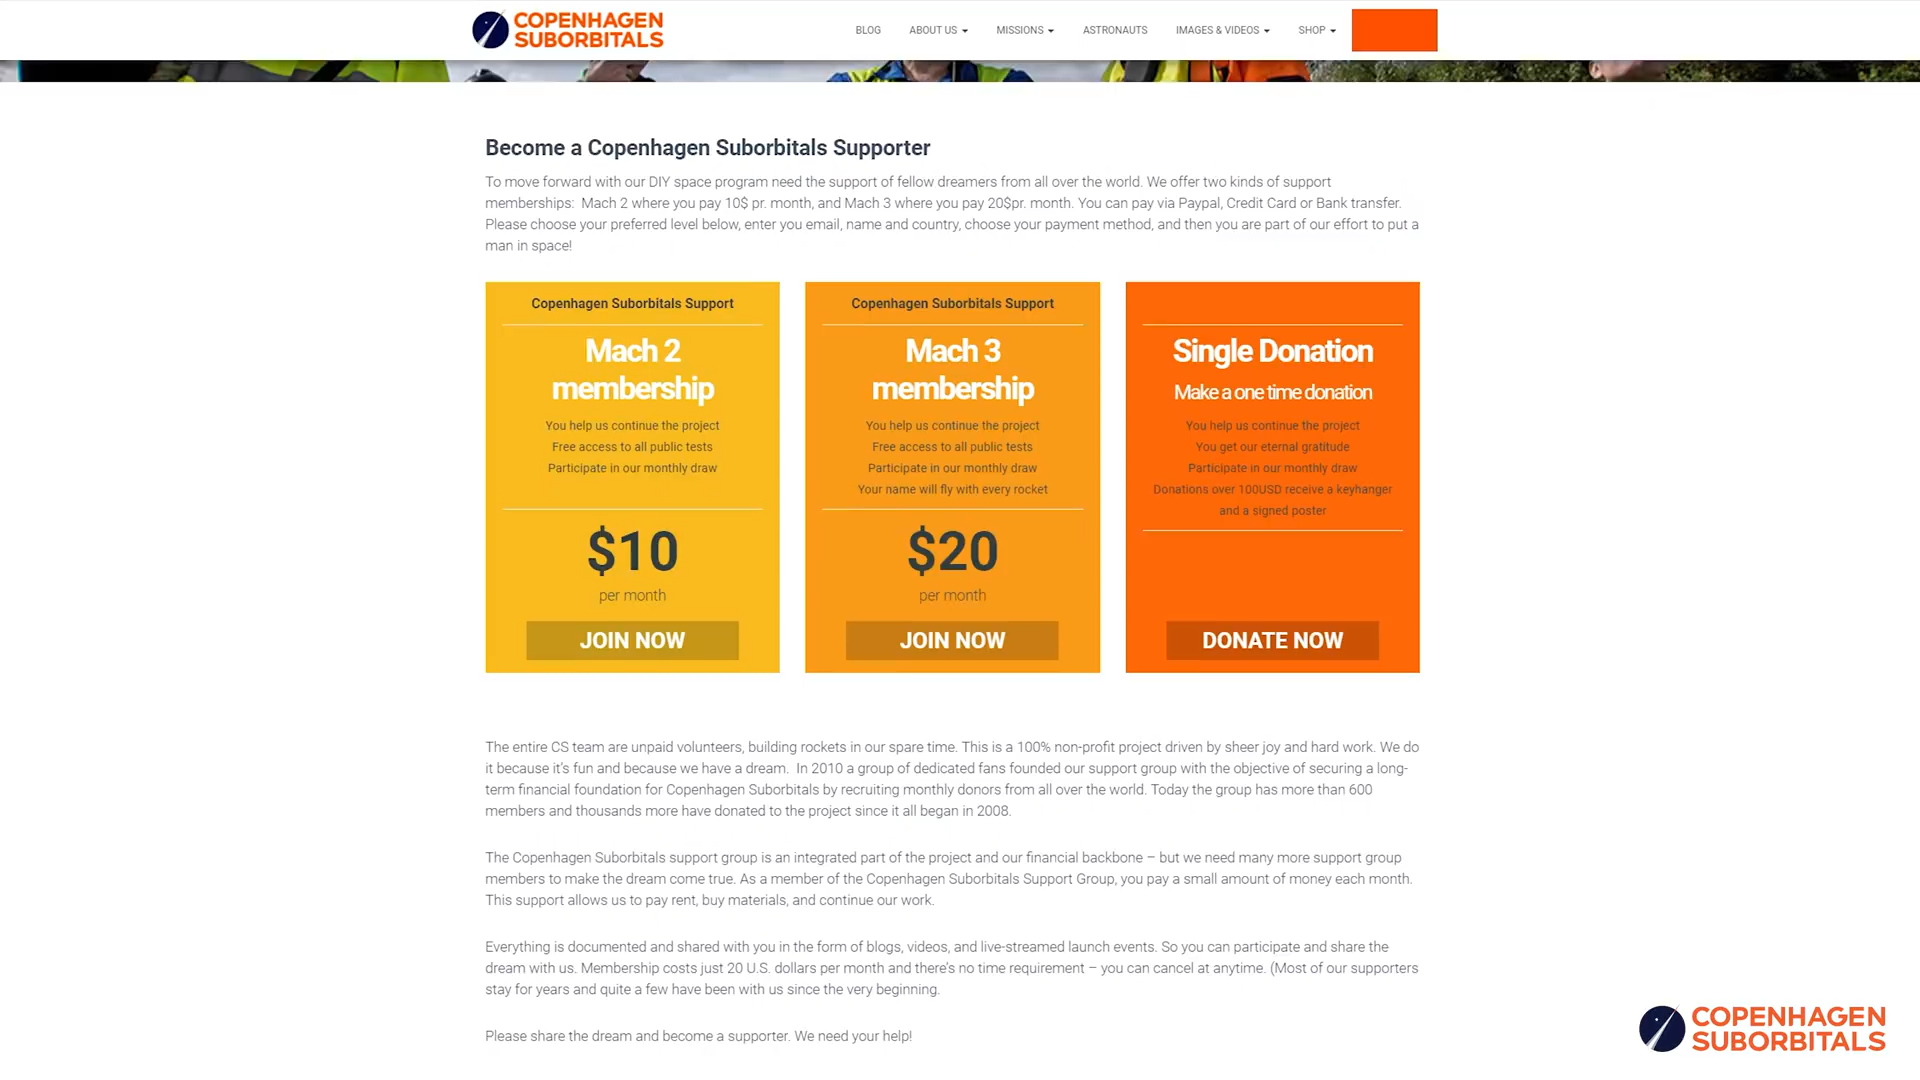 COPENHAGEN
SUBORBITALS
BLOG ABOUT US MISSIONS ASTRONAUTS IMAGES & VIDEOS SHOP
Become a Copenhagen Suborbitals Supporter
To move forward with our DIY space program need the support of fellow dreamers from all over the world. We offer two kinds of support
memberships: Mach 2 where you pay 10$ pr. month, and Mach 3 where you pay 20$pr. month. You can pay via Paypal, Credit Card or Bank transfer.
Please choose your preferred level below, enter you email, name and country, choose your payment method, and then you are part of our effort to put a
man in space!
Copenhagen Suborbitals Support
Mach 2
membership
You help us continue the project
Free access to all public tests
Participate in our monthly draw
$10
per month
JOIN NOW
Copenhagen Suborbitals Support
Mach 3
membership
You help us continue the project
Free access to all public tests
Participate in our monthly draw
Your name will fly with every rocket
$20
per month
JOIN NOW
Single Donation
Make a one time donation
You help us continue the project
You get our eternal gratitude
Participate in our monthly draw
Donations over 100USD receive a keyhanger
and a signed poster
DONATE NOW
The entire CS team are unpaid volunteers, building rockets in our spare time. This is a 100% non-profit project driven by sheer joy and hard work. We do
it because it's fun and because we have a dream. In 2010 a group of dedicated fans founded our support group with the objective of securing a long-
term financial foundation for Copenhagen Suborbitals by recruiting monthly donors from all over the world. Today the group has more than 600
members and thousands more have donated to the project since it all began in 2008.
The Copenhagen Suborbitals support group is an integrated part of the project and our financial backbone – but we need many more support group
members to make the dream come true. As a member of the Copenhagen Suborbitals Support Group, you pay a small amount of money each month.
This support allows us to pay rent, buy materials, and continue our work.
Everything is documented and shared with you in the form of blogs, videos, and live-streamed launch events. So you can participate and share the
dream with us. Membership costs just 20 U.S. dollars per month and there's no time requirement – you can cancel at anytime. (Most of our supporters
stay for years and quite a few have been with us since the very beginning.
Please share the dream and become a supporter. We need your help!
COPENHAGEN
SUBORBITALS